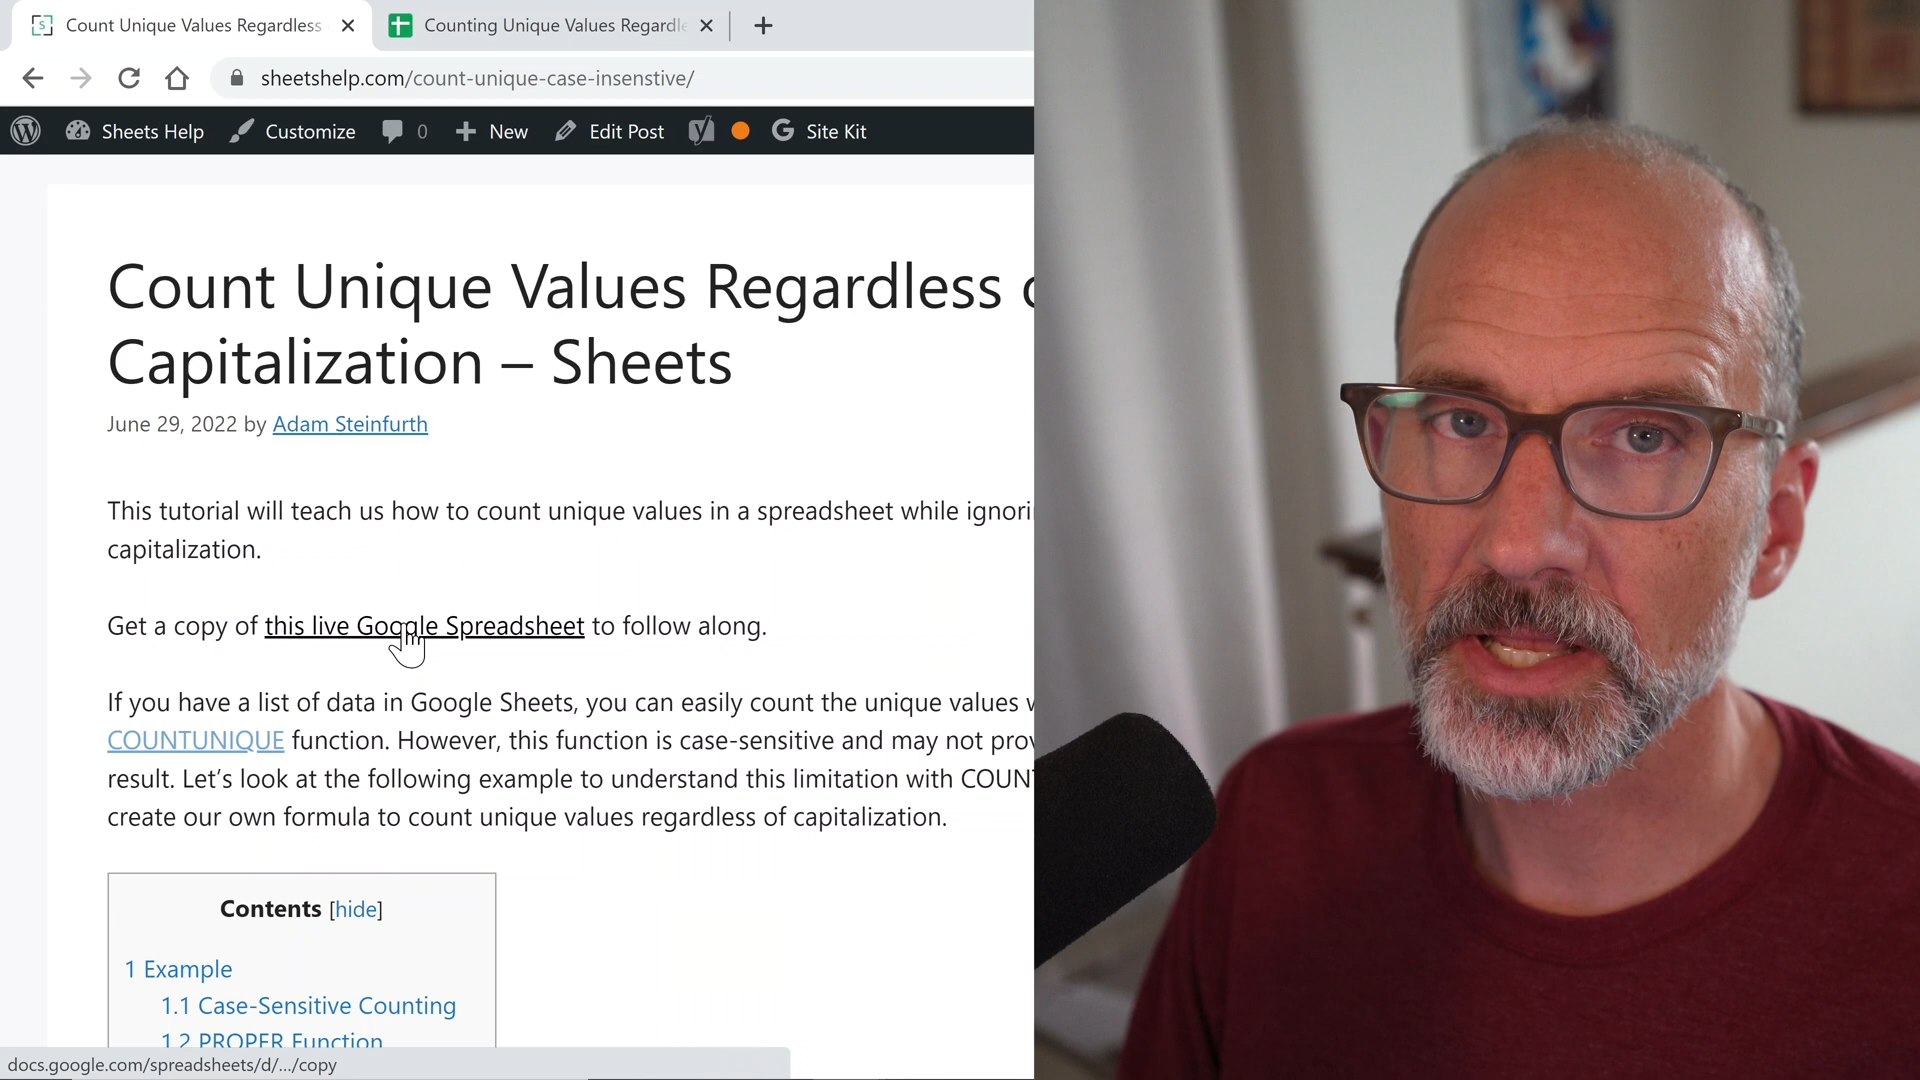 Count Unique Values Regardless
Counting Unique Values Regardle
sheetshelp.com/count-unique-case-insenstive/
Sheets Help Customize 0 New Edit Post Site Kit
Count Unique Values Regardless o
Capitalization – Sheets
June 29, 2022 by Adam Steinfurth
This tutorial will teach us how to count unique values in a spreadsheet while ignori
capitalization.
Get a copy of this live Google Spreadsheet to follow along.
If you have a list of data in Google Sheets, you can easily count the unique values w
COUNTUNIQUE function. However, this function is case-sensitive and may not prov
result. Let's look at the following example to understand this limitation with COUNT
create our own formula to count unique values regardless of capitalization.
Contents [hide]
1 Example
1.1 Case-Sensitive Counting
1.2 PROPER Function
docs.google.com/spreadsheets/d/.../copy